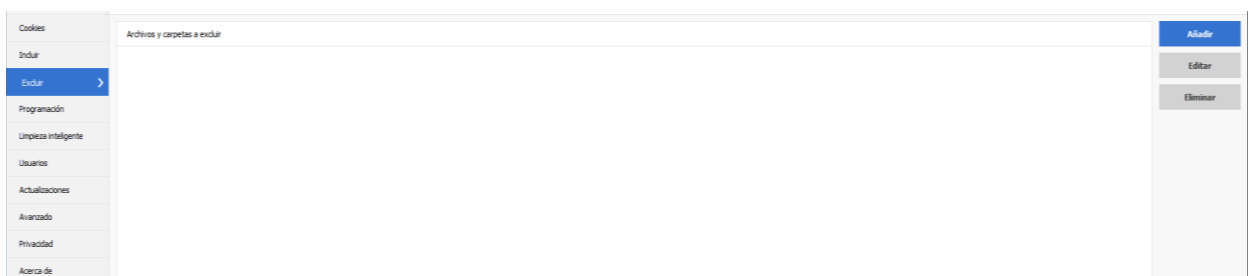 Cookies
Incluir
Excluir
Programación
Limpieza inteligente
Usuarios
Actualizaciones
Avanzado
Privacidad
Acerca de
Archivos y carpetas a excluir
Añadir
Editar
Eliminar